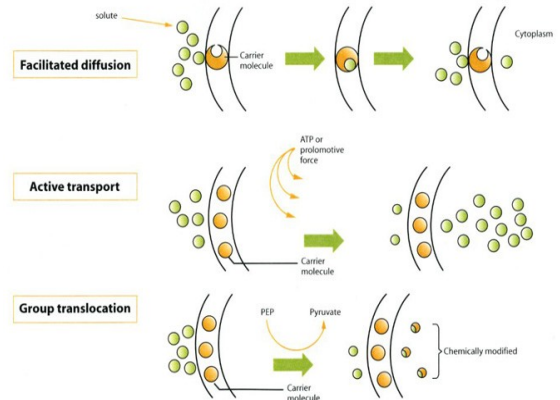 solute
Cytoplasm
Facilitated diffusion
Carrier
molecule
ATP or
prolomotive
force
Active transport
Carrier
molecule
Group translocation
PEP
Pyruvate
Chemically modified
Carrier
molecule